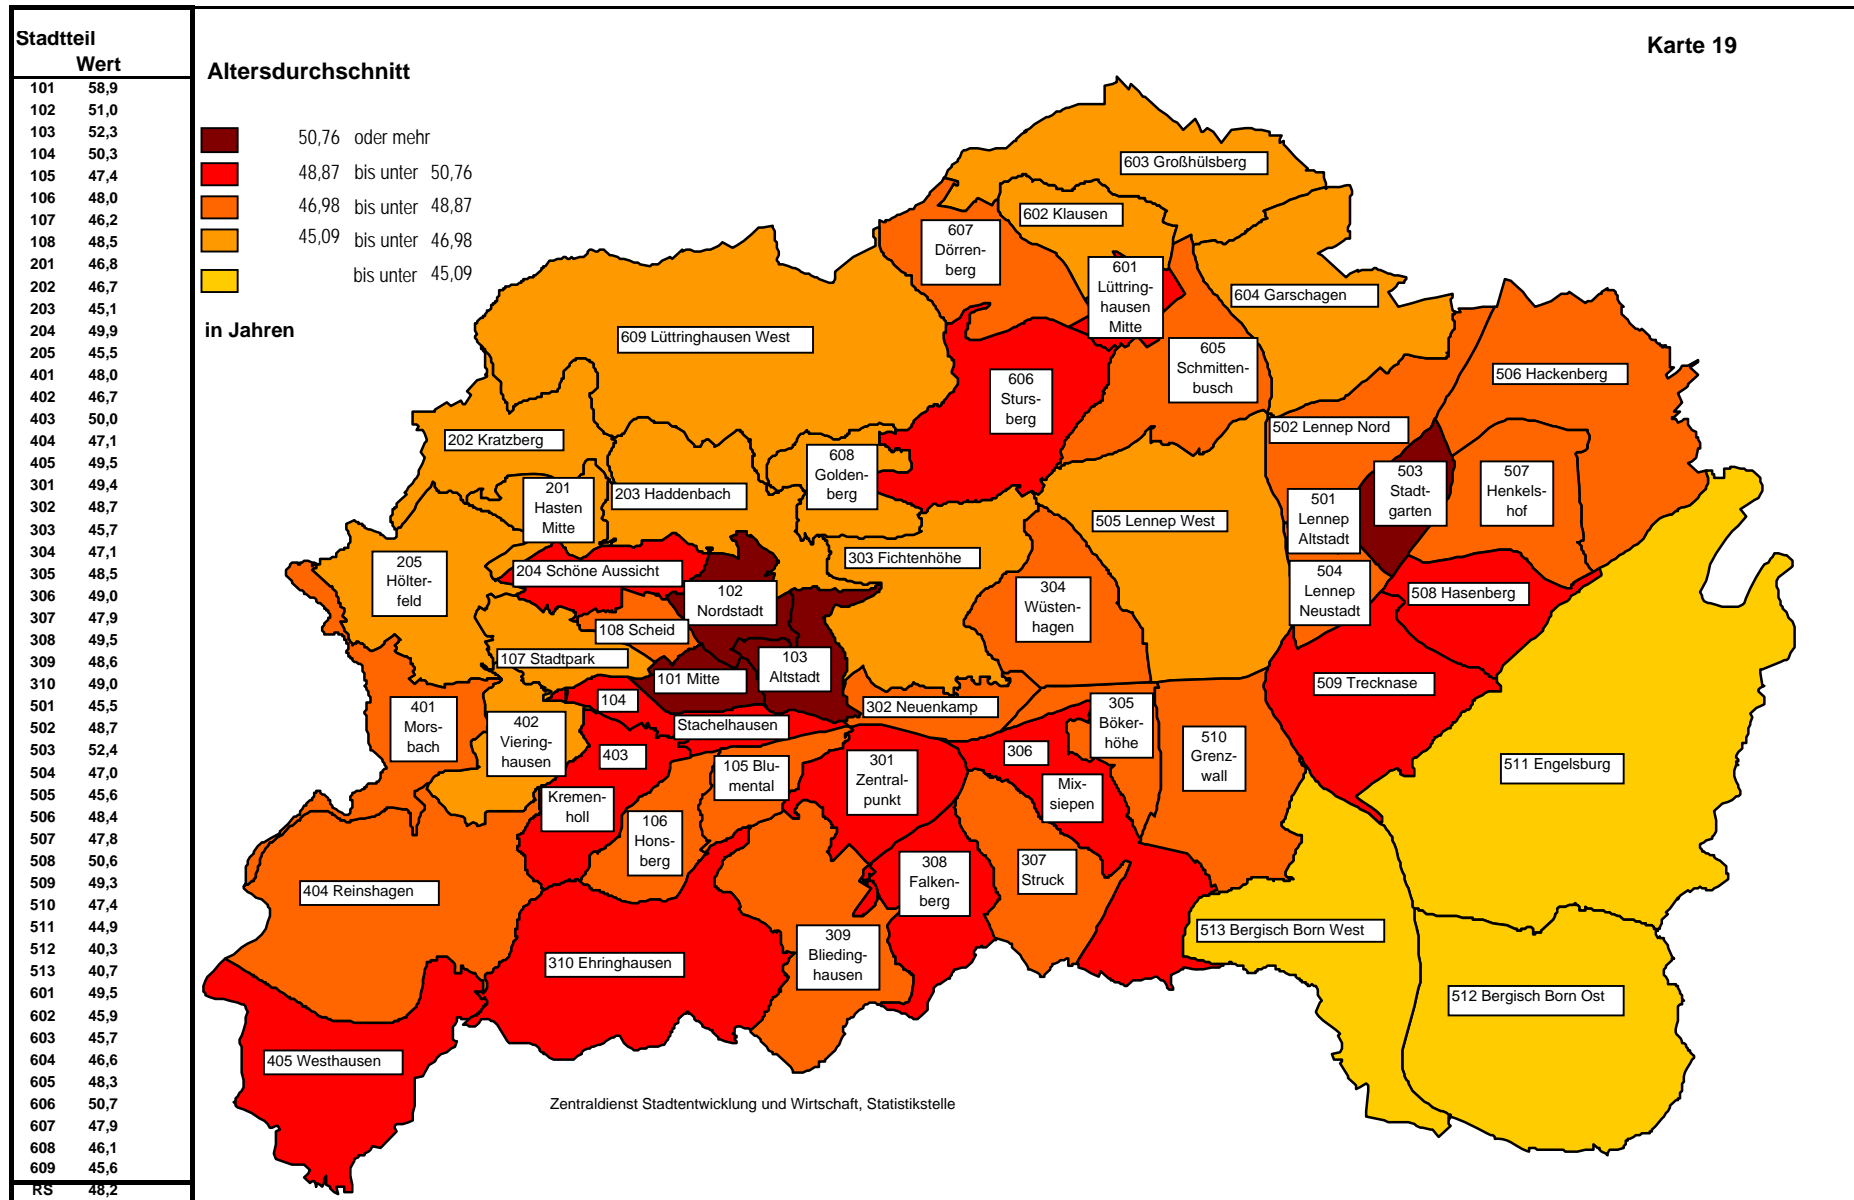 Stadtteil
Wert
101 58,9
102 51,0
103 52,3
104 50,3
105 47,4
106 48,0
107 46,2
108 48,5
201 46,8
202 46,7
203 45,1
204 49,9
205 45,5
401 48,0
402 46,7
403 50,0
404 47,1
405 49,5
301 49,4
302 48,7
303 45,7
304 47,1
305 48,5
306 49,0
307 47,9
308 49,5
309 48,6
310 49,0
501 45,5
502 48,7
503 52,4
504 47,0
505 45,6
506 48,4
507 47,8
508 50,6
509 49,3
510 47,4
511 44,9
512 40,3
513 40,7
601 49,5
602 45,9
603 45,7
604 46,6
605 48,3
606 50,7
607 47,9
608 46,1
609 45,6
RS 48,2
Karte 19
Altersdurchschnitt
50,76 oder mehr
48,87 bis unter 50,76
46,98 bis unter 48,87
45,09 bis unter 46,98
bis unter 45,09
in Jahren
603 Großhülsberg
602 Klausen
607
Dörren-
berg
601
Lüttring-
hausen
Mitte
604 Garschagen
609 Lüttringhausen West
605
Schmitten-
busch
606
Sturs-
berg
506 Hackenberg
502 Lennep Nord
202 Kratzberg
608
Golden-
berg
503
Stadt-
garten
507
Henkels-
hof
201
Hasten
Mitte
203 Haddenbach
501
Lennep
Altstadt
505 Lennep West
205
Hölter-
feld
303 Fichtenhöhe
204 Schöne Aussicht
504
Lennep
Neustadt
102
Nordstadt
304
Wüsten-
hagen
508 Hasenberg
108 Scheid
107 Stadtpark
103
Altstadt
101 Mitte
509 Trecknase
104
Stachelhausen
302 Neuenkamp
305
Böker-
höhe
401
Mors-
bach
402
Viering-
hausen
403
Kremen-
holl
105 Blu-
mental
301
Zentral-
punkt
306
Mix-
siepen
510
Grenz-
wall
511 Engelsburg
106
Hons-
berg
404 Reinshagen
308
Falken-
berg
307
Struck
513 Bergisch Born West
309
Blieding-
hausen
310 Ehringhausen
512 Bergisch Born Ost
405 Westhausen
Zentraldienst Stadtentwicklung und Wirtschaft, Statistikstelle